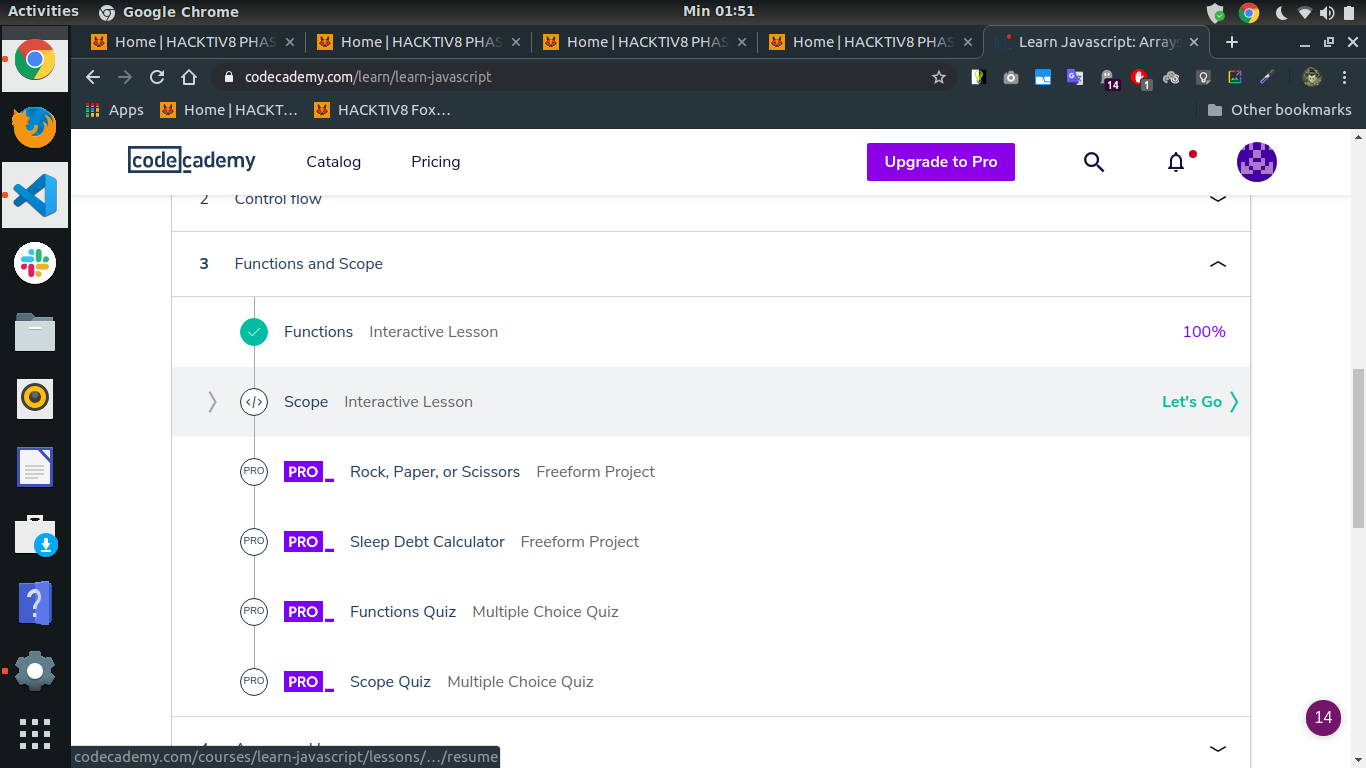 Activities Google Chrome Min 01:51
Home | HACKTIV8 PHAS Home | HACKTIV8 PHAS Home | HACKTIV8 PHAS Home | HACKTIV8 PHAS Learn Javascript: Arrays
codecademy.com/learn/learn-javascript 14 1
Apps Home | HACKT... HACKTIV8 Fox... Other bookmarks
codecademy Catalog Pricing Upgrade to Pro
2 Control flow
3 Functions and Scope
Functions Interactive Lesson 100%
</> Scope Interactive Lesson Let's Go
PRO PRO Rock, Paper, or Scissors Freeform Project
PRO PRO Sleep Debt Calculator Freeform Project
PRO PRO Functions Quiz Multiple Choice Quiz
PRO PRO Scope Quiz Multiple Choice Quiz
14
codecademy.com/courses/learn-javascript/lessons/.../resume